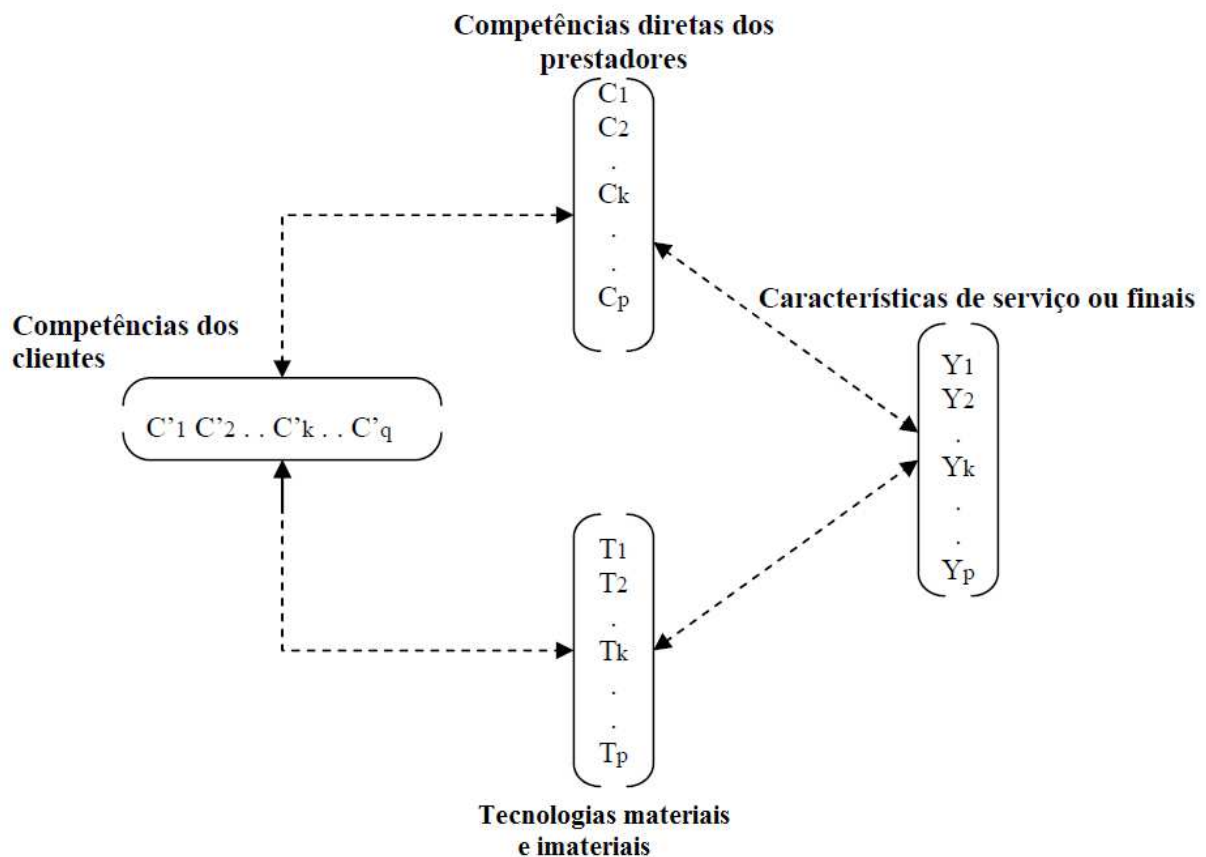 Competências diretas dos
prestadores
C1
C2
.
Ck
.
.
Cp
Características de serviço ou finais
Y1
Y2
.
Yk
.
.
Yp
Competências dos
clientes
C’1 C’2 . . C’k . . C’q
T1
T2
.
Tk
.
.
Tp
Tecnologias materiais
e imateriais